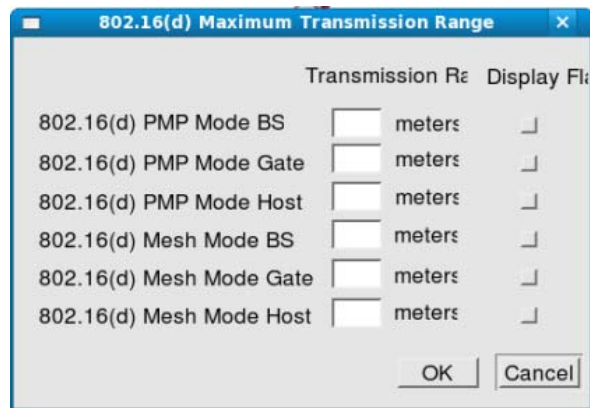 802.16(d) Maximum Transmission Range
Transmission Ra Display Fla
802.16(d) PMP Mode BS meters
802.16(d) PMP Mode Gate meters
802.16(d) PMP Mode Host meters
802.16(d) Mesh Mode BS meters
802.16(d) Mesh Mode Gate meters
802.16(d) Mesh Mode Host meters
OK Cancel